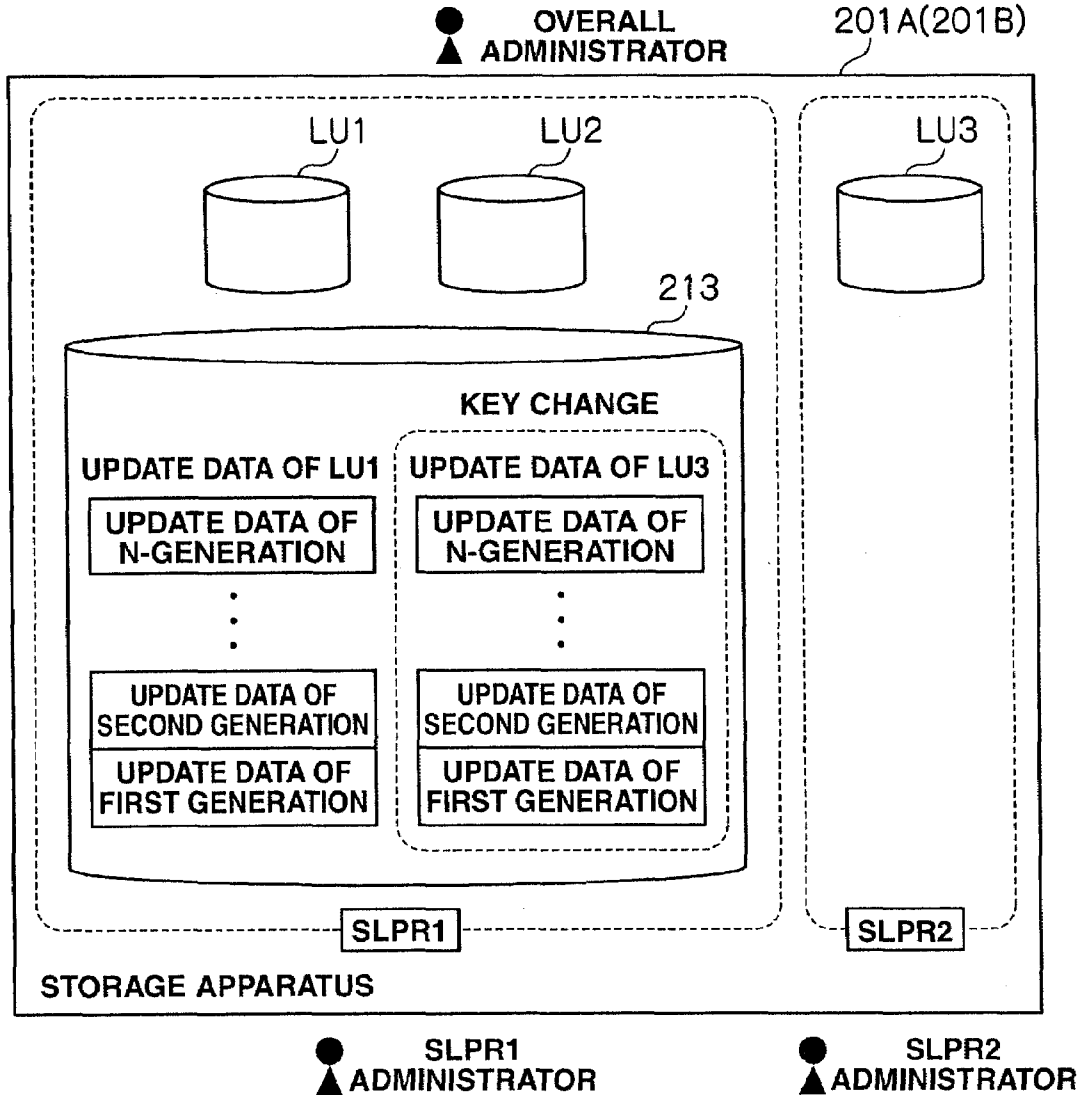 OVERALL
ADMINISTRATOR
201A(201B)
LU1
LU2
LU3
213
KEY CHANGE
UPDATE DATA OF LU1
UPDATE DATA OF LU3
UPDATE DATA OF
N-GENERATION
UPDATE DATA OF
N-GENERATION
UPDATE DATA OF
SECOND GENERATION
UPDATE DATA OF
SECOND GENERATION
UPDATE DATA OF
FIRST GENERATION
UPDATE DATA OF
FIRST GENERATION
SLPR1
SLPR2
STORAGE APPARATUS
SLPR1
ADMINISTRATOR
SLPR2
ADMINISTRATOR